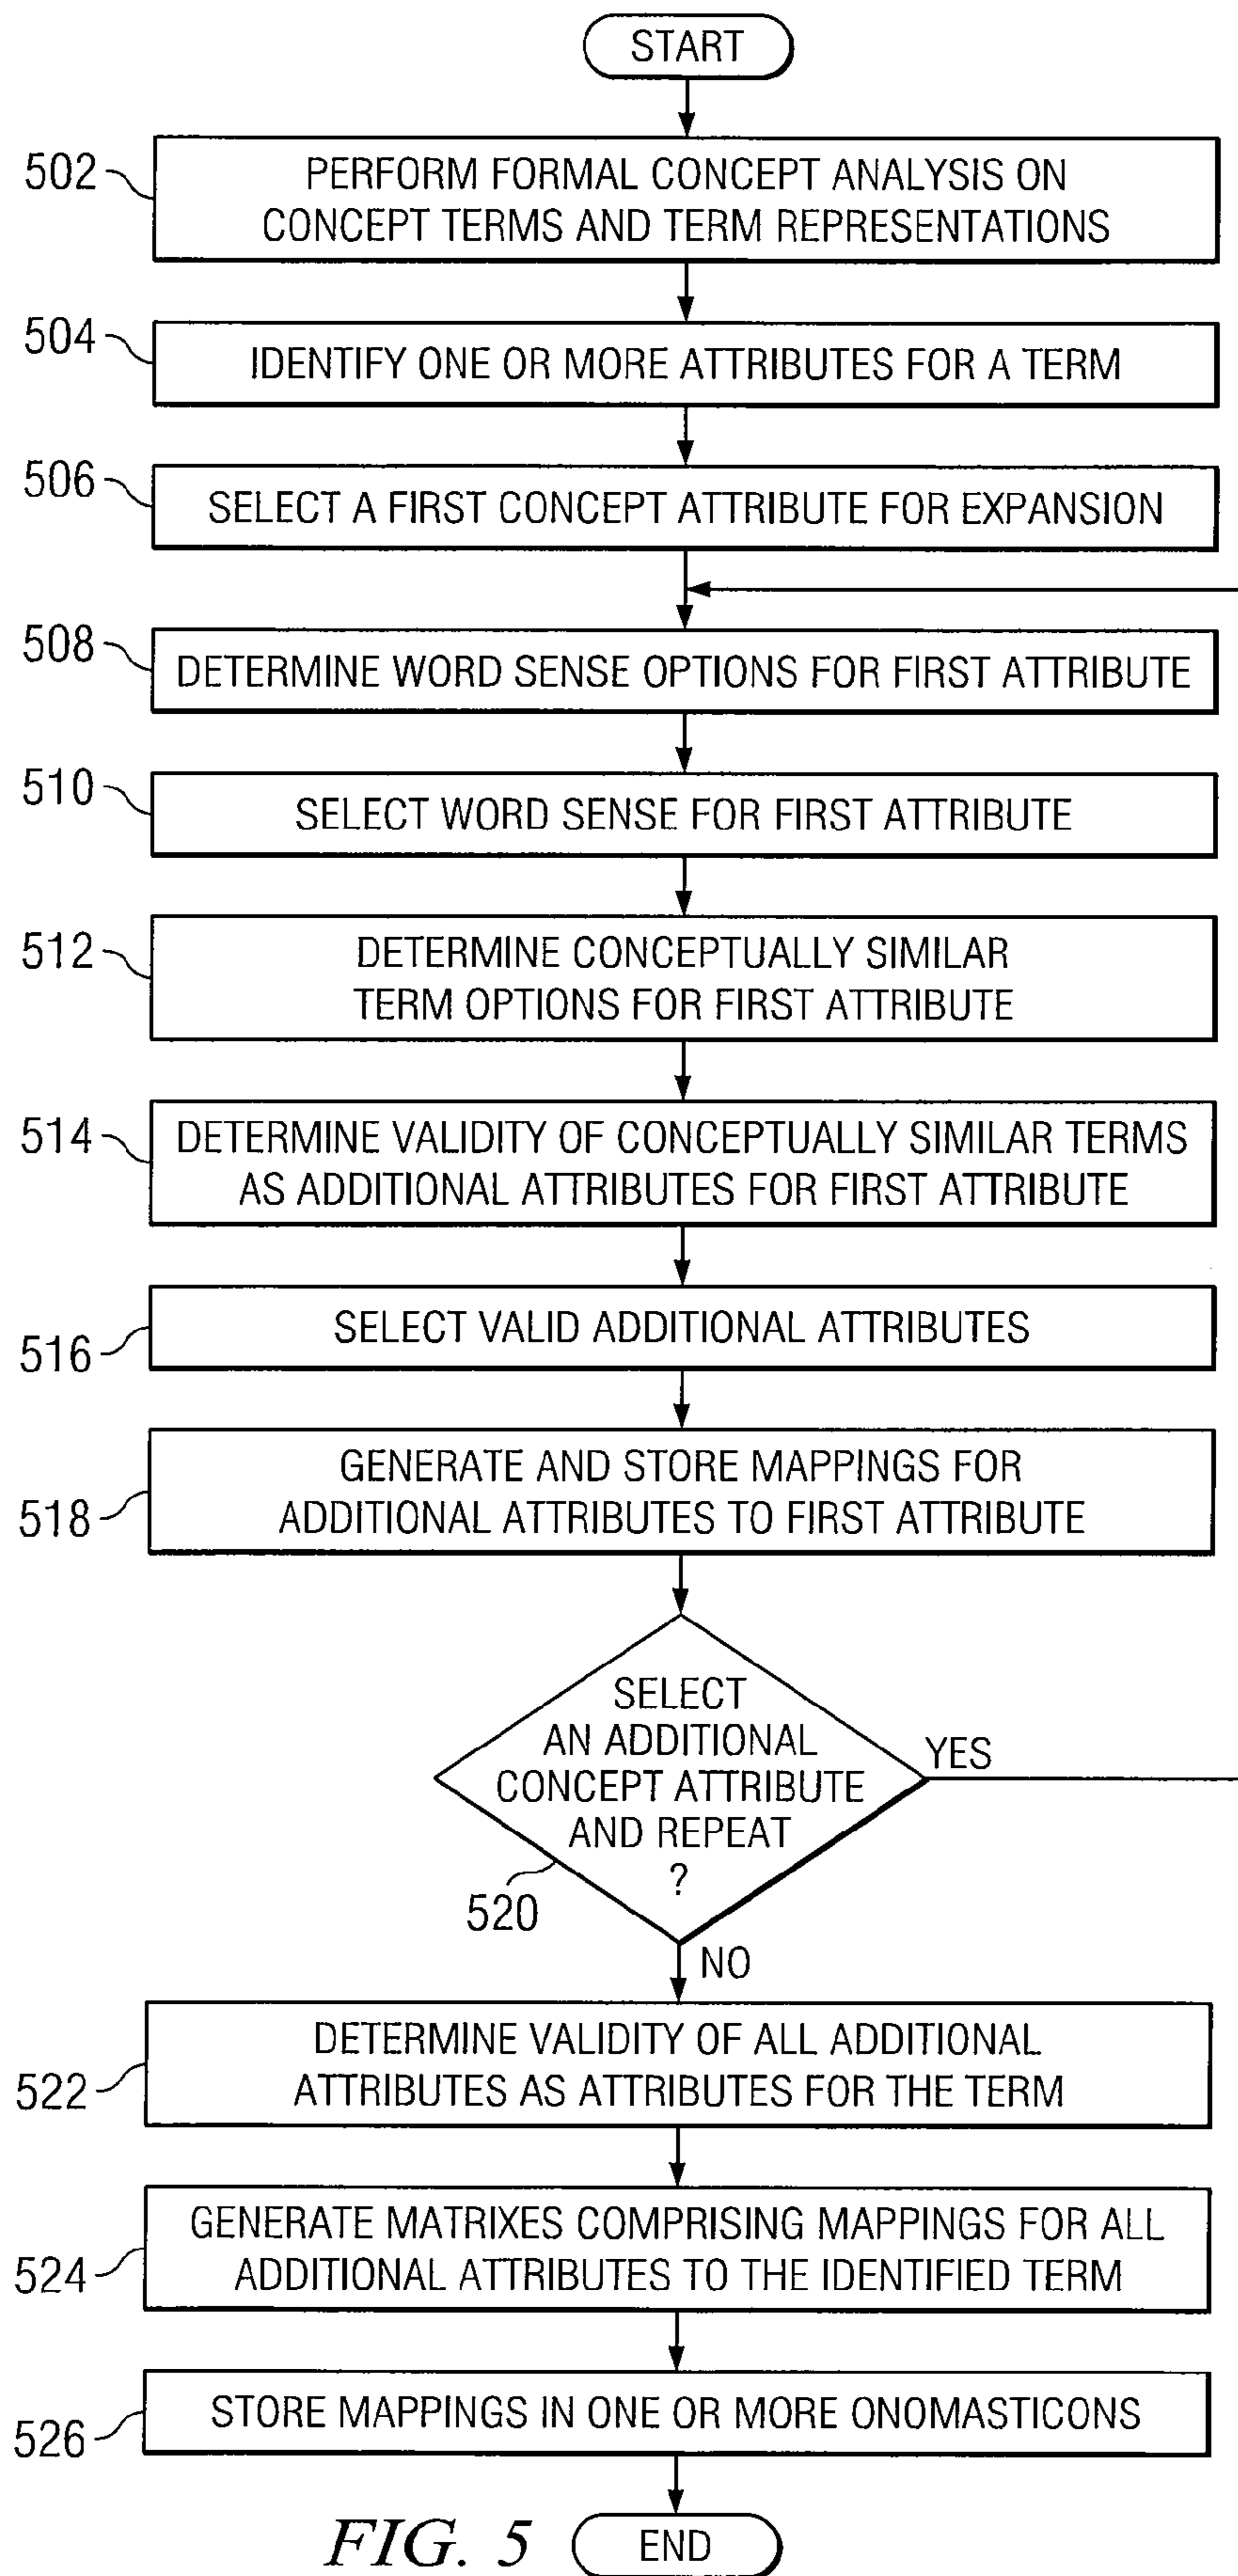 START
502
PERFORM FORMAL CONCEPT ANALYSIS ON
CONCEPT TERMS AND TERM REPRESENTATIONS
504
IDENTIFY ONE OR MORE ATTRIBUTES FOR A TERM
506
SELECT A FIRST CONCEPT ATTRIBUTE FOR EXPANSION
508
DETERMINE WORD SENSE OPTIONS FOR FIRST ATTRIBUTE
510
SELECT WORD SENSE FOR FIRST ATTRIBUTE
512
DETERMINE CONCEPTUALLY SIMILAR
TERM OPTIONS FOR FIRST ATTRIBUTE
514
DETERMINE VALIDITY OF CONCEPTUALLY SIMILAR TERMS
AS ADDITIONAL ATTRIBUTES FOR FIRST ATTRIBUTE
516
SELECT VALID ADDITIONAL ATTRIBUTES
518
GENERATE AND STORE MAPPINGS FOR
ADDITIONAL ATTRIBUTES TO FIRST ATTRIBUTE
SELECT
AN ADDITIONAL
CONCEPT ATTRIBUTE
AND REPEAT
?
YES
520
NO
522
DETERMINE VALIDITY OF ALL ADDITIONAL
ATTRIBUTES AS ATTRIBUTES FOR THE TERM
524
GENERATE MATRIXES COMPRISING MAPPINGS FOR ALL
ADDITIONAL ATTRIBUTES TO THE IDENTIFIED TERM
526
STORE MAPPINGS IN ONE OR MORE ONOMASTICONS
FIG. 5
END